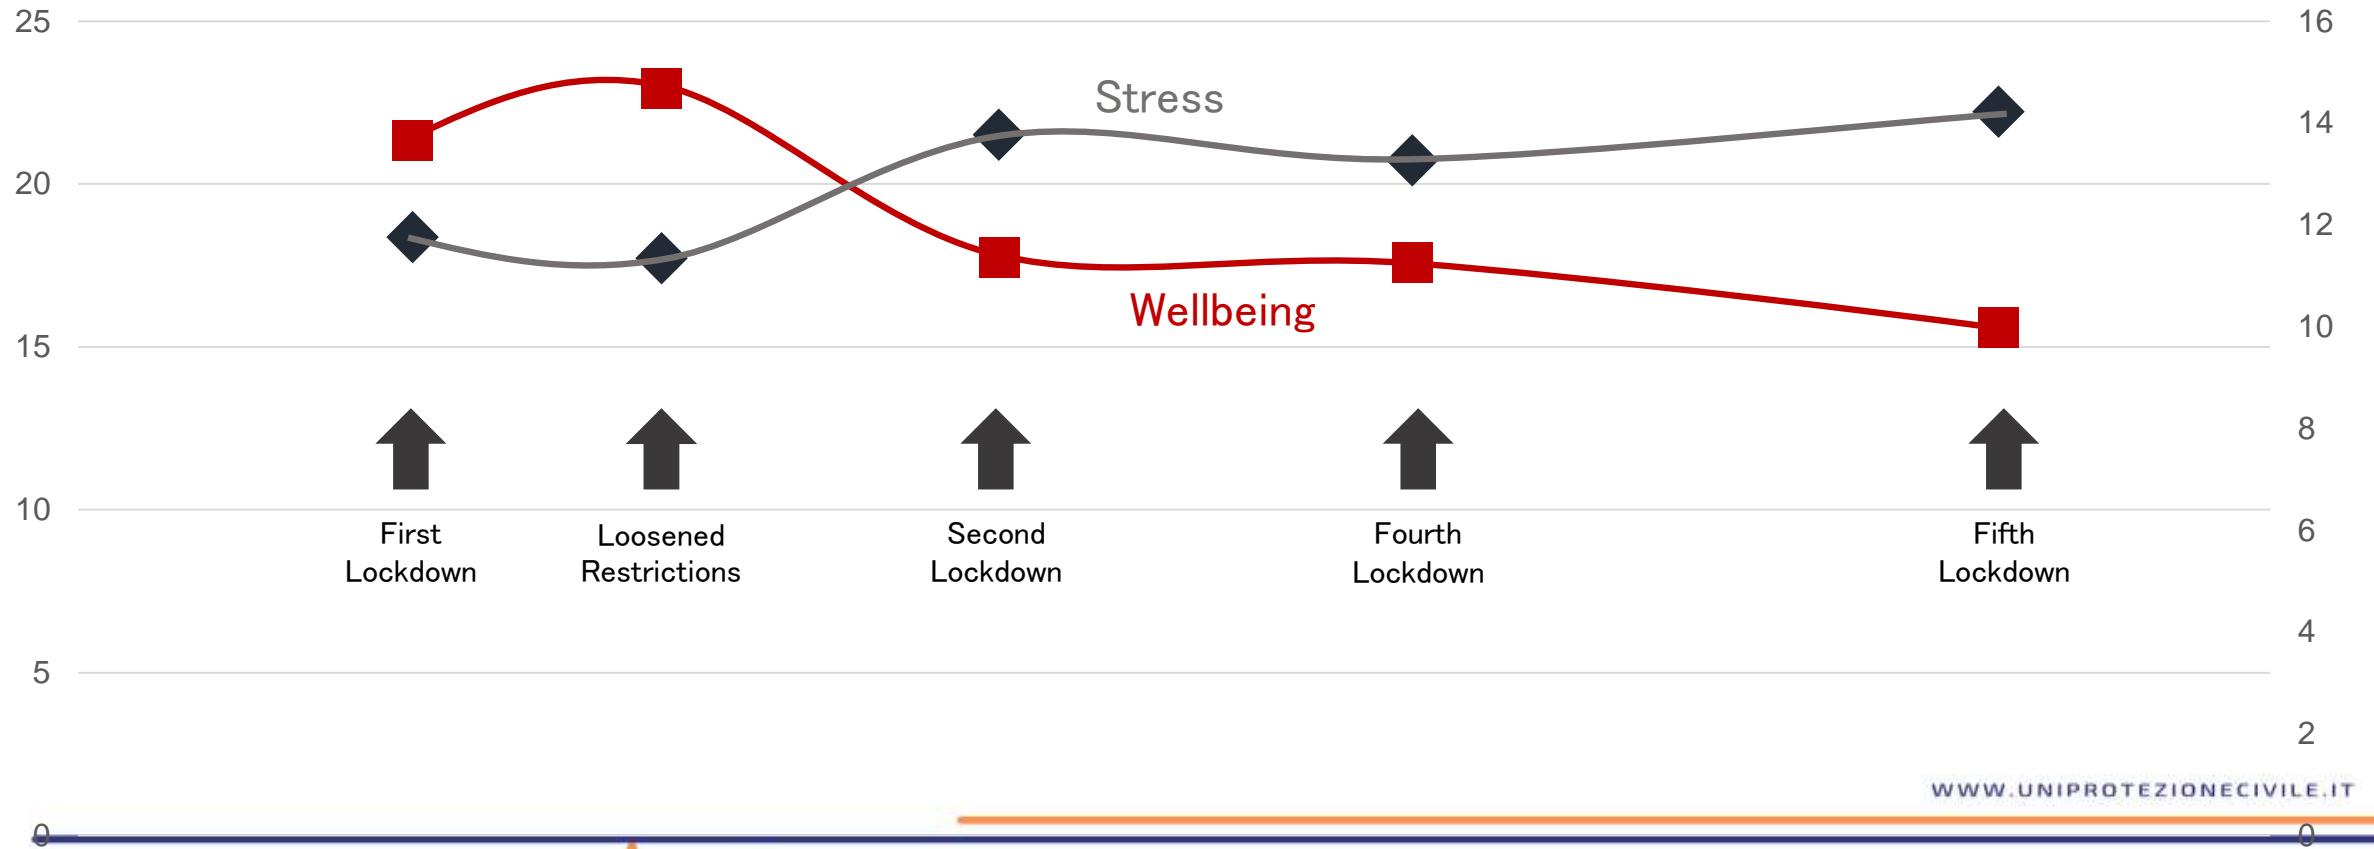 25
20
15
10
5
0
16
14
12
10
8
6
4
2
0
Stress
Wellbeing
First
Lockdown
Loosened
Restrictions
Second
Lockdown
Fourth
Lockdown
Fifth
Lockdown
WWW.UNIPROTEZIONECIVILE.IT